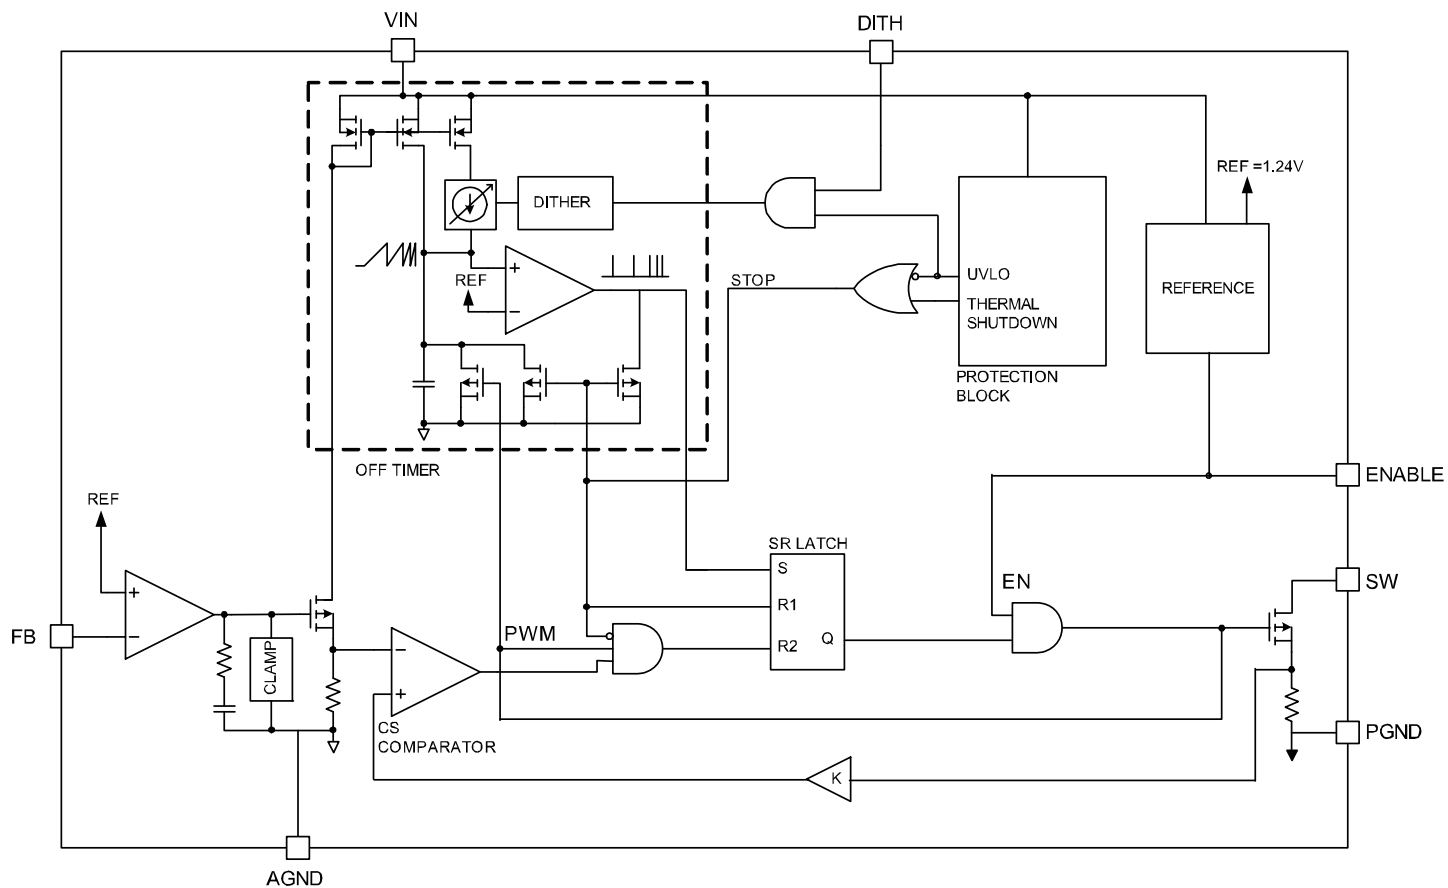 VIN
DITH
REF =1.24V
DITHER
UVLO
THERMAL
SHUTDOWN
REFERENCE
REF
STOP
PROTECTION
BLOCK
OFF TIMER
ENABLE
REF
SR LATCH
S
EN
SW
R1
FB
CLAMP
PWM
R2
Q
CS
COMPARATOR
PGND
K
AGND